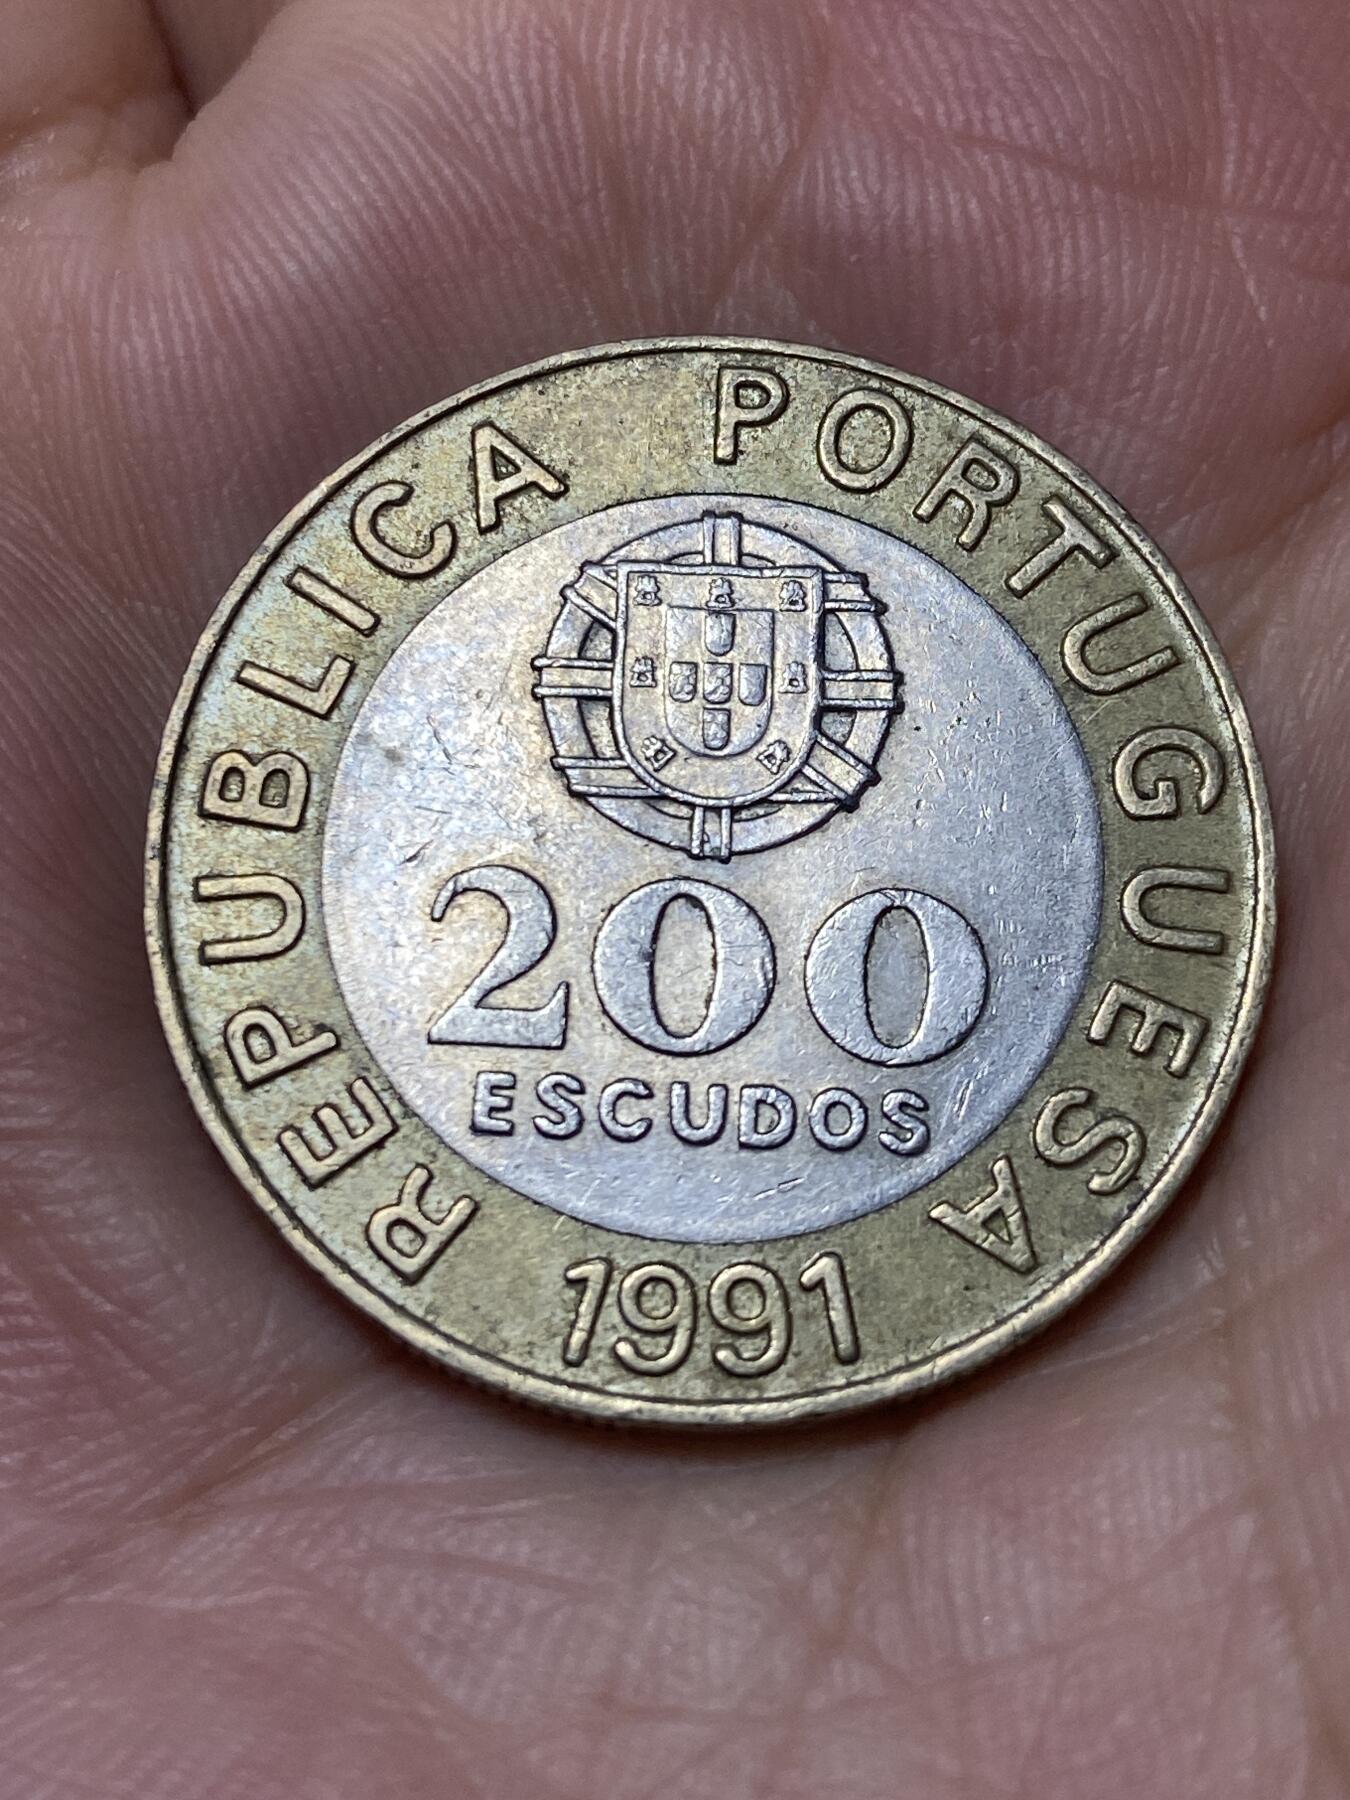 REPUBLICA PORTUGUESA
200
ESCUDOS
1991